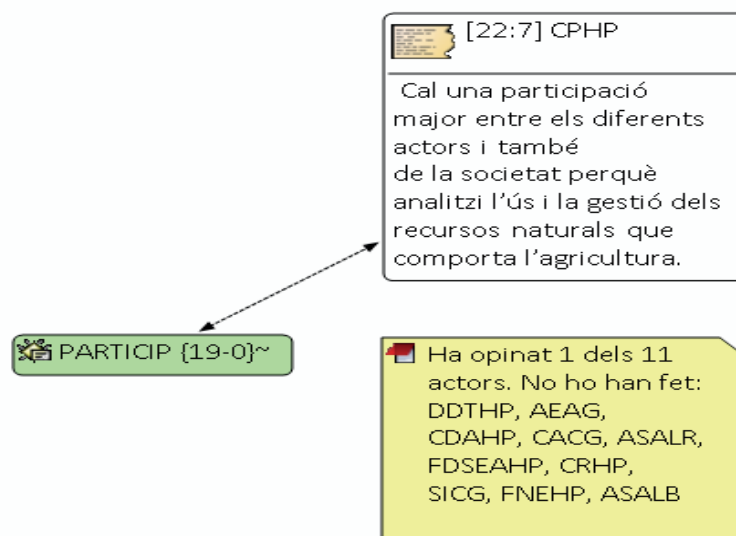 [22:7] CPHP
Cal una participació
major entre els diferents
actors i també
de la societat perquè
analitzi l'ús i la gestió dels
recursos naturals que
comporta l'agricultura.
PARTICIP {19-0}~
Ha opinat 1 dels 11
actors. No ho han fet:
DDTHP, AEAG,
CDAHP, CACG, ASALR,
FDSEAHP, CRHP,
SICG, FNEHP, ASALB